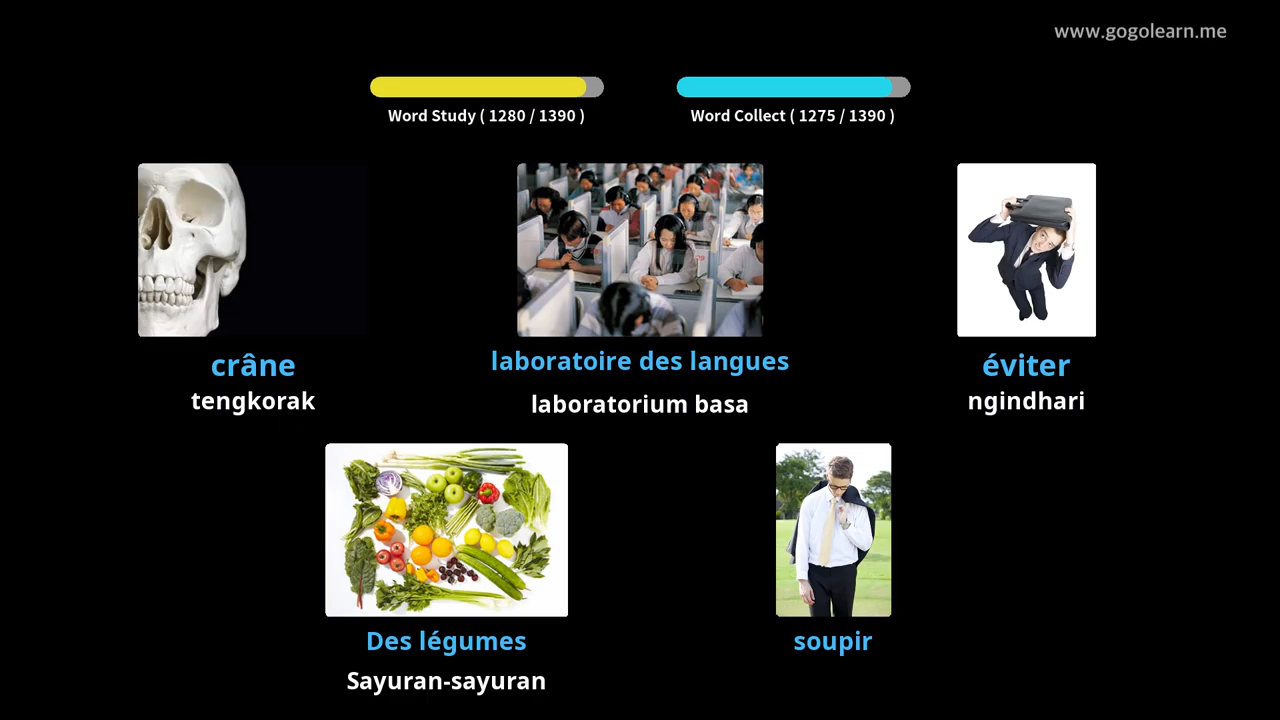 www.gogolearn.me
Word Study ( 1280 / 1390 )
Word Collect ( 1275 / 1390 )
crâne
tengkorak
laboratoire des langues
laboratorium basa
éviter
ngindhari
Des légumes
Sayuran-sayuran
soupir